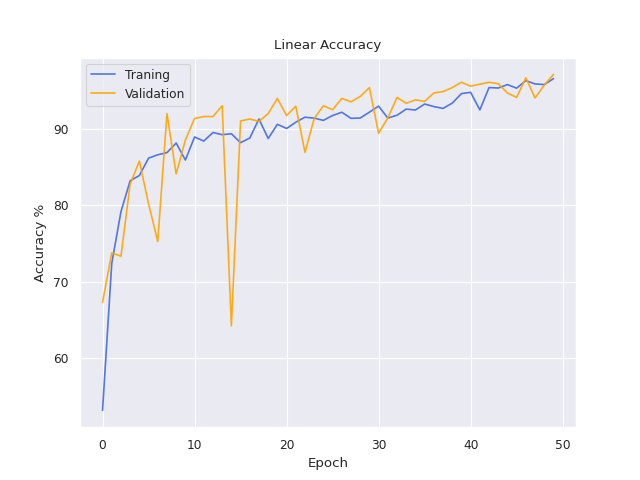 Linear Accuracy
Traning
Validation
Accuracy %
90
80
70
60
0 10 20 30 40 50
Epoch